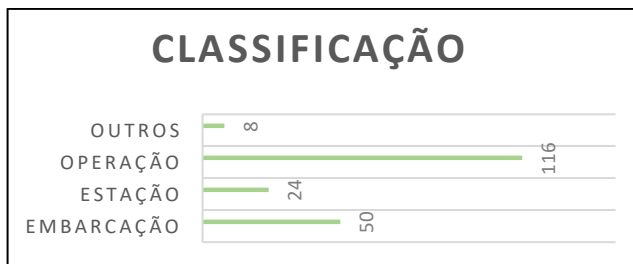 CLASSIFICAÇÃO
OUTROS 8
OPERAÇÃO 116
ESTAÇÃO 24
EMBARCAÇÃO 50